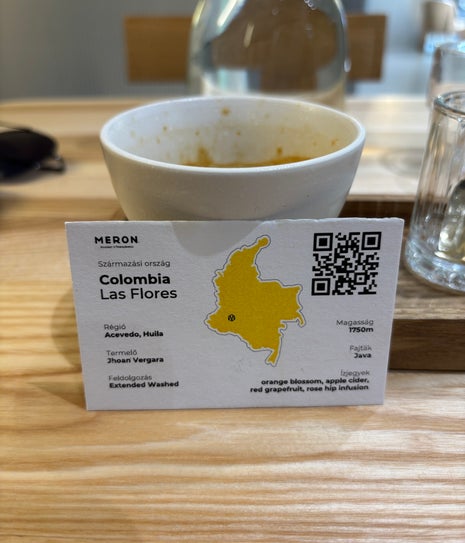 MERON
Származási ország
Colombia
Las Flores
Régió
Acevedo, Huila
Termelő
Jhoan Vergara
Feldolgozás
Extended Washed
Magasság
1750m
Fajták
Java
Ízjegyek
orange blossom, apple cider,
red grapefruit, rose hip infusion